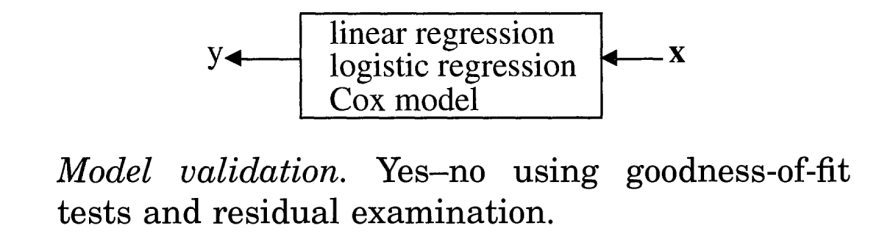 linear regression
y logistic regression x
Cox model
Model validation. Yes–no using goodness-of-fit
tests and residual examination.